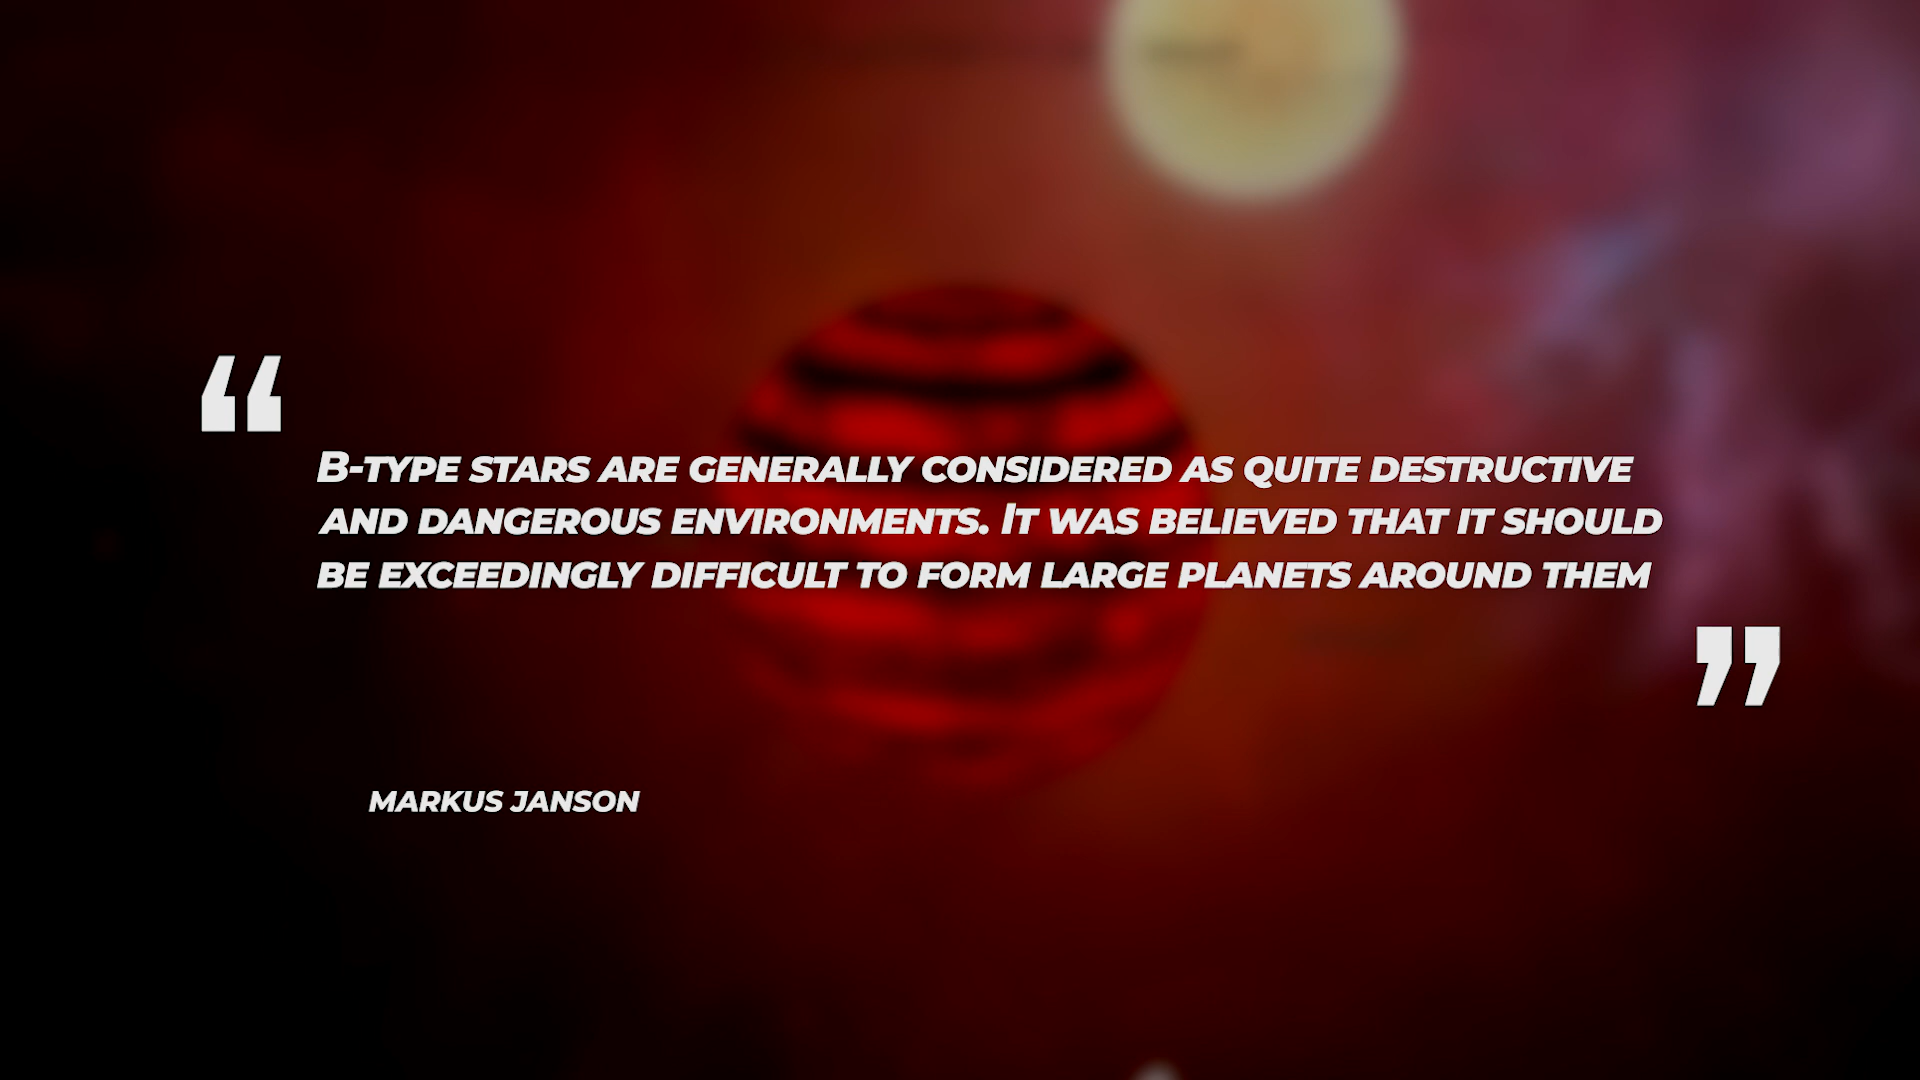 “
B-TYPE STARS ARE GENERALLY CONSIDERED AS QUITE DESTRUCTIVE
AND DANGEROUS ENVIRONMENTS. IT WAS BELIEVED THAT IT SHOULD
BE EXCEEDINGLY DIFFICULT TO FORM LARGE PLANETS AROUND THEM
”
MARKUS JANSON